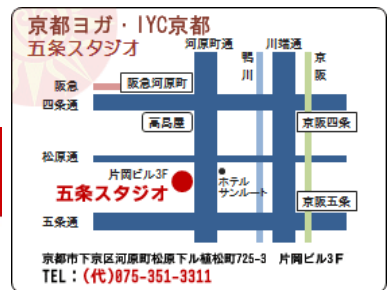 京都ヨガ・IYC京都
五条スタジオ
河原町通
川端通
鴨川
京阪
阪急
阪急河原町
四条通
高島屋
京阪四条
松原通
片岡ビル3F
五条スタジオ
ホテル
サンルート
京阪五条
五条通
京都市下京区河原町松原下ル植松町725-3 片岡ビル3F
TEL：(代)075-351-3311